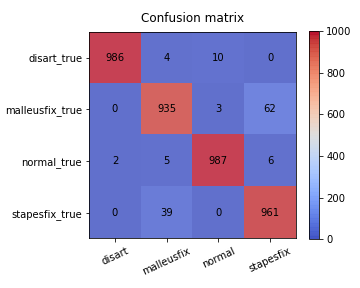 Confusion matrix
disart_true 986 4 10 0
malleusfix_true 0 935 3 62
normal_true 2 5 987 6
stapesfix_true 0 39 0 961
disart malleusfix normal stapesfix
1000
800
600
400
200
0